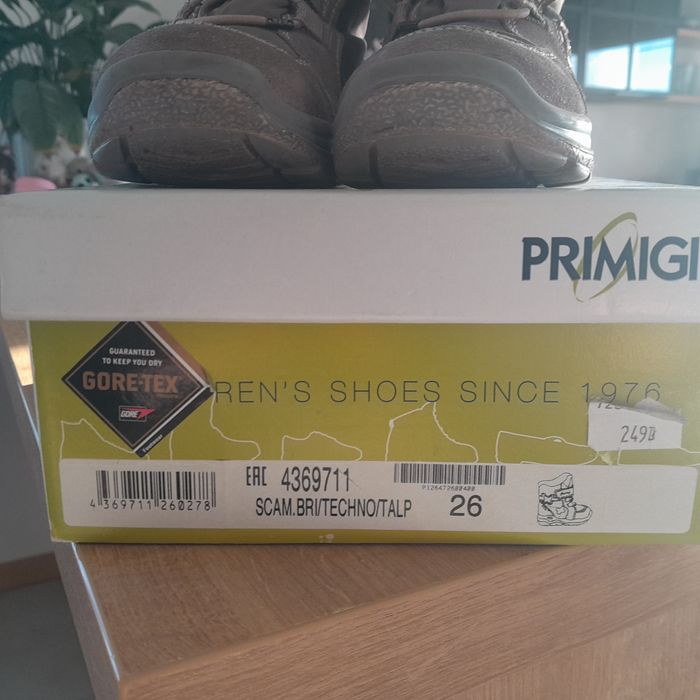 PRIMIGI
GUARANTEED
TO KEEP YOU DRY
GORE-TEX
GORE
REN'S SHOES SINCE 1976
249
EAC 4369711
SCAM.BRI/TECHNO/TALP
4 369711 260278
P126472600400
26